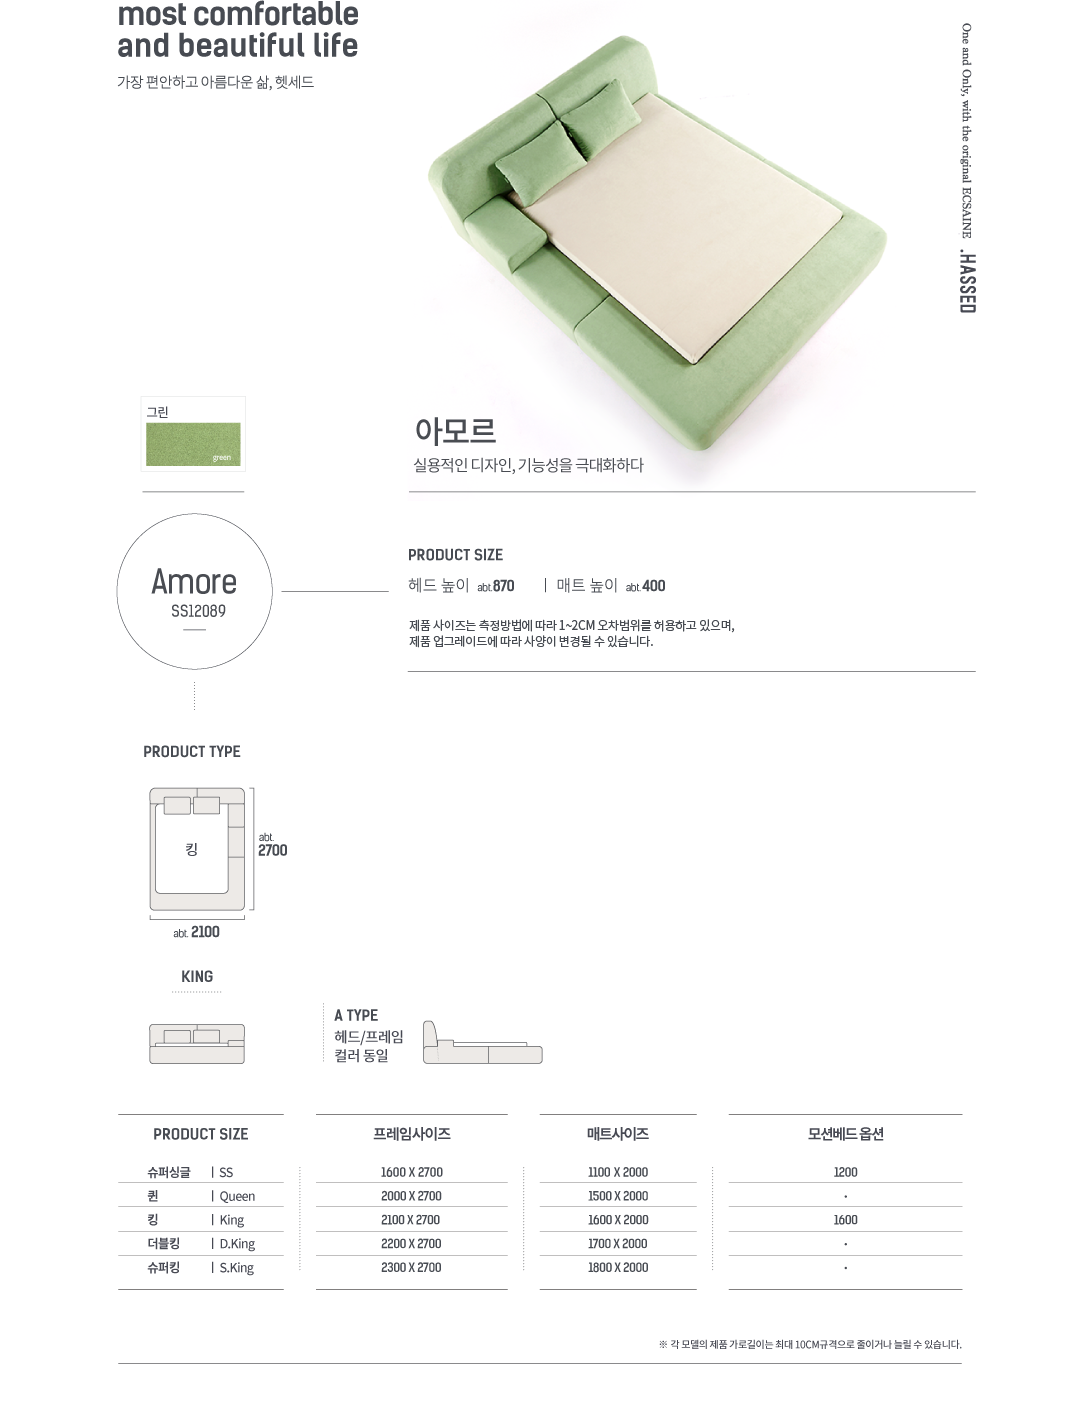 most comfortable
and beautiful life
가장 편안하고 아름다운 삶, 헷세드
One and Only, with the original ECSAINE .HASSED
그린
green
아모르
실용적인 디자인, 기능성을 극대화하다
Amore
SS12089
PRODUCT SIZE
헤드 높이 abt.870 | 매트 높이 abt.400
제품 사이즈는 측정방법에 따라 1~2CM 오차범위를 허용하고 있으며,
제품 업그레이드에 따라 사양이 변경될 수 있습니다.
PRODUCT TYPE
킹
abt.
2700
abt. 2100
KING
A TYPE
헤드/프레임
컬러 동일
PRODUCT SIZE 프레임사이즈 매트사이즈 모션베드 옵션
슈퍼싱글 | SS 1600 X 2700 1100 X 2000 1200
퀸 | Queen 2000 X 2700 1500 X 2000 -
킹 | King 2100 X 2700 1600 X 2000 1600
더블킹 | D.King 2200 X 2700 1700 X 2000 -
슈퍼킹 | S.King 2300 X 2700 1800 X 2000 -
※ 각 모델의 제품 가로길이는 최대 10CM규격으로 줄이거나 늘릴 수 있습니다.